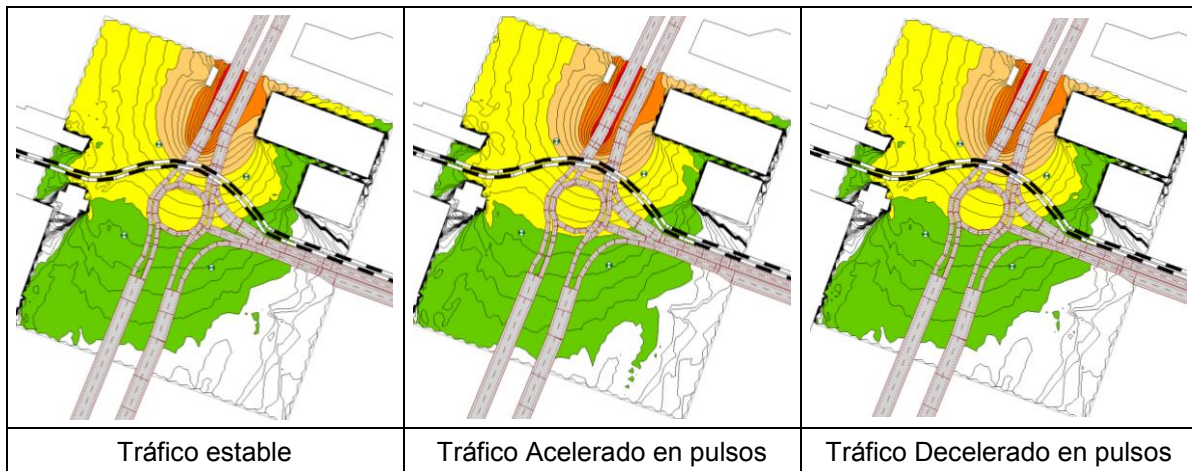 Tráfico estable
Tráfico Acelerado en pulsos
Tráfico Decelerado en pulsos